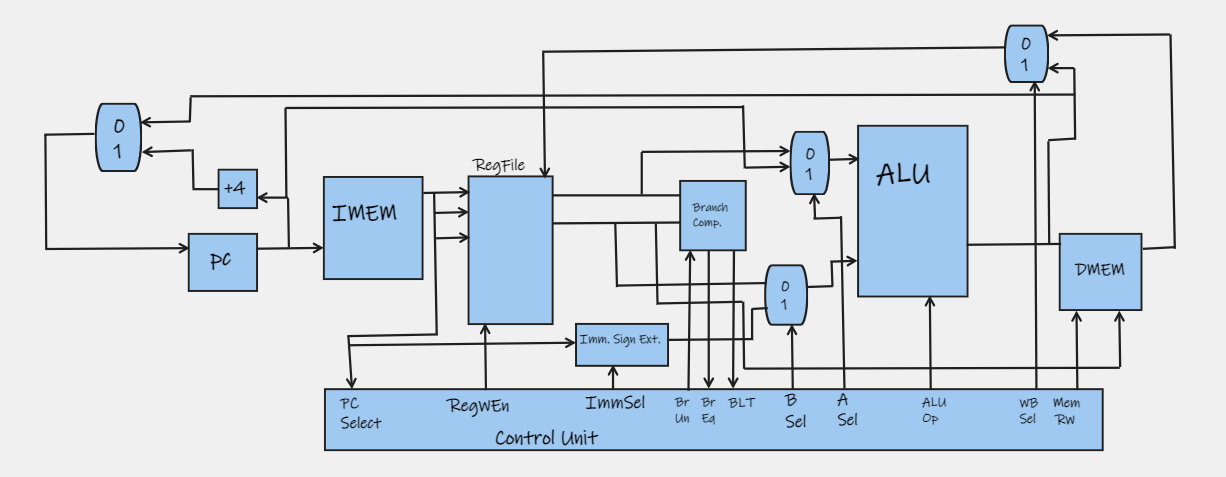 0
1
+4
PC
IMEM
RegFile
Branch
Comp.
0
1
0
1
ALU
0
1
DMEM
Imm. Sign Ext.
PC
Select
RegWEn
ImmSel
Br
Un
Br
Eq
BLT
B
Sel
A
Sel
ALU
Op
WB
Sel
Mem
RW
Control Unit